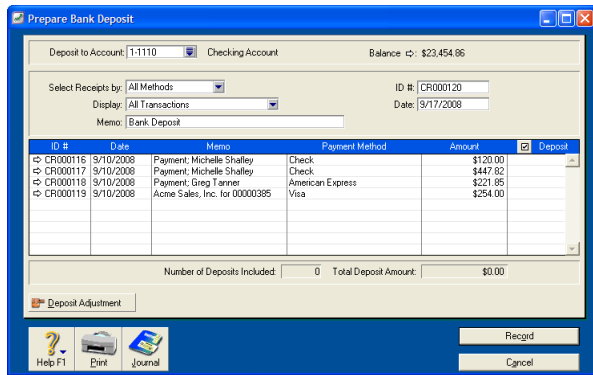 Prepare Bank Deposit
Deposit to Account: 1-1110 Checking Account Balance ⇨: $23,454.86
Select Receipts by: All Methods ID #: CR000120
Display: All Transactions Date: 9/17/2008
Memo: Bank Deposit
ID # Date Memo Payment Method Amount Deposit
CR000116 9/10/2008 Payment; Michelle Shalley Check $120.00
CR000117 9/10/2008 Payment; Michelle Shalley Check $447.82
CR000118 9/10/2008 Payment; Greg Tanner American Express $221.85
CR000119 9/10/2008 Acme Sales, Inc. for 00000385 Visa $254.00
Number of Deposits Included: 0 Total Deposit Amount: $0.00
Deposit Adjustment
Record
Help F1 Print Journal
Cancel